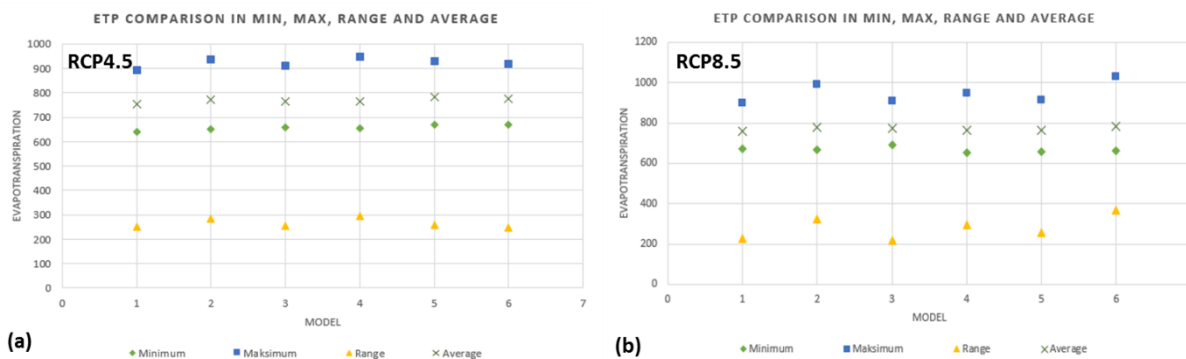 ETP COMPARISON IN MIN, MAX, RANGE AND AVERAGE
RCP4.5
EVAPOTRANSPIRATION
1000
900
800
700
600
500
400
300
200
100
0
0 1 2 3 4 5 6 7
MODEL
(a)
Minimum Maksimum Range Average
ETP COMPARISON IN MIN, MAX, RANGE AND AVERAGE
RCP8.5
EVAPOTRANSPIRATION
1200
1000
800
600
400
200
0
0 1 2 3 4 5 6
MODEL
(b)
Minimum Maksimum Range Average